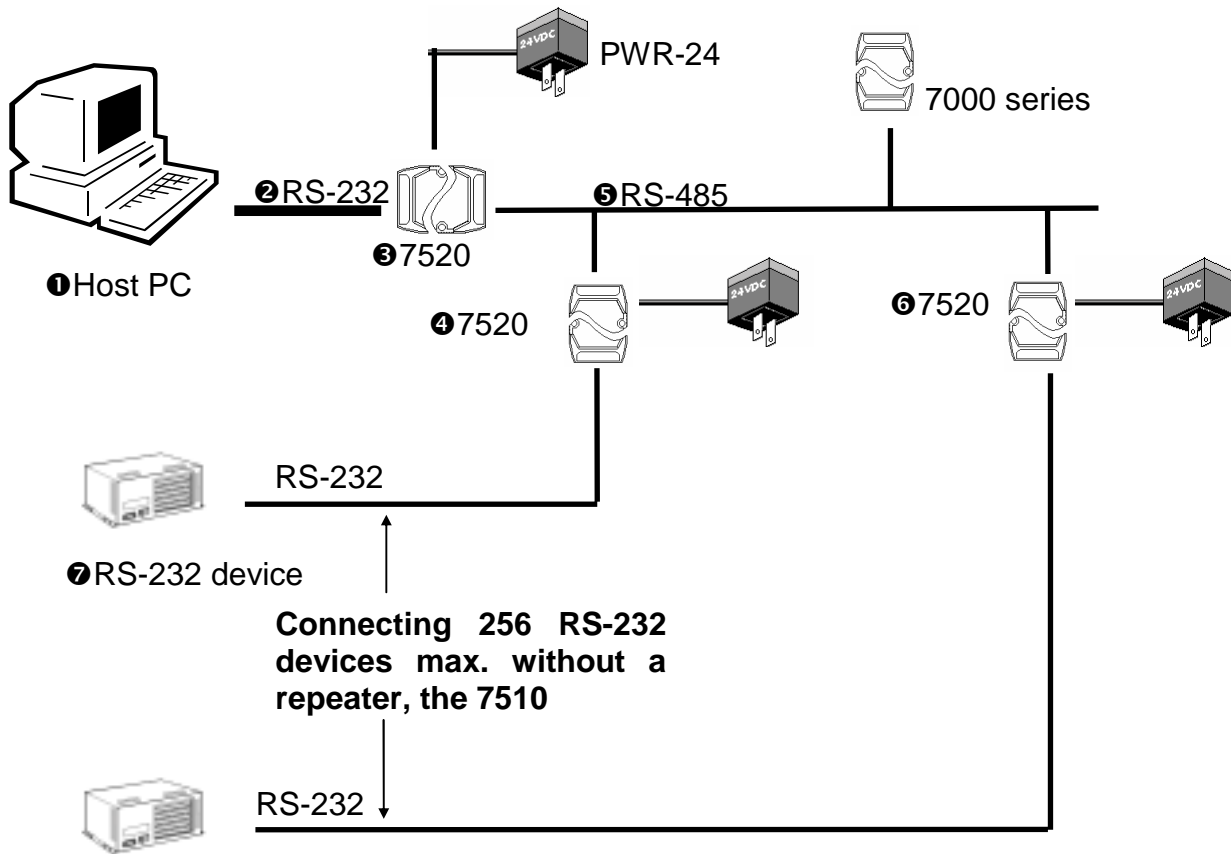 24VDC
PWR-24
7000 series
❷RS-232
❺RS-485
❸7520
❶Host PC
24VDC
❹7520
❻7520
24VDC
RS-232
❼RS-232 device
Connecting 256 RS-232
devices max. without a
repeater, the 7510
RS-232